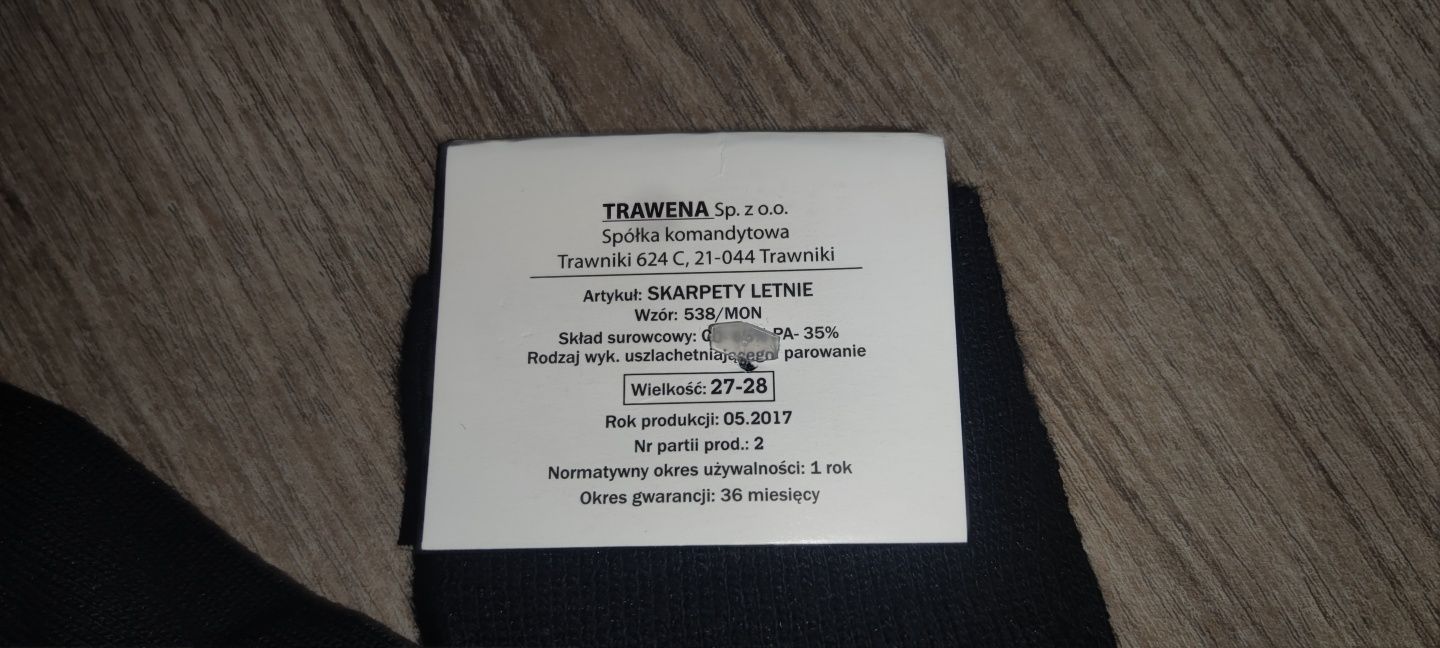 TRAWENA Sp. z o.o.
Spółka komandytowa
Trawniki 624 C, 21-044 Trawniki
Artykuł: SKARPETY LETNIE
Wzór: 538/MON
Skład surowcowy: PA- 35%
Rodzaj wyk. uszlachetniającego: parowanie
Wielkość: 27-28
Rok produkcji: 05.2017
Nr partii prod.: 2
Normatywny okres używalności: 1 rok
Okres gwarancji: 36 miesięcy